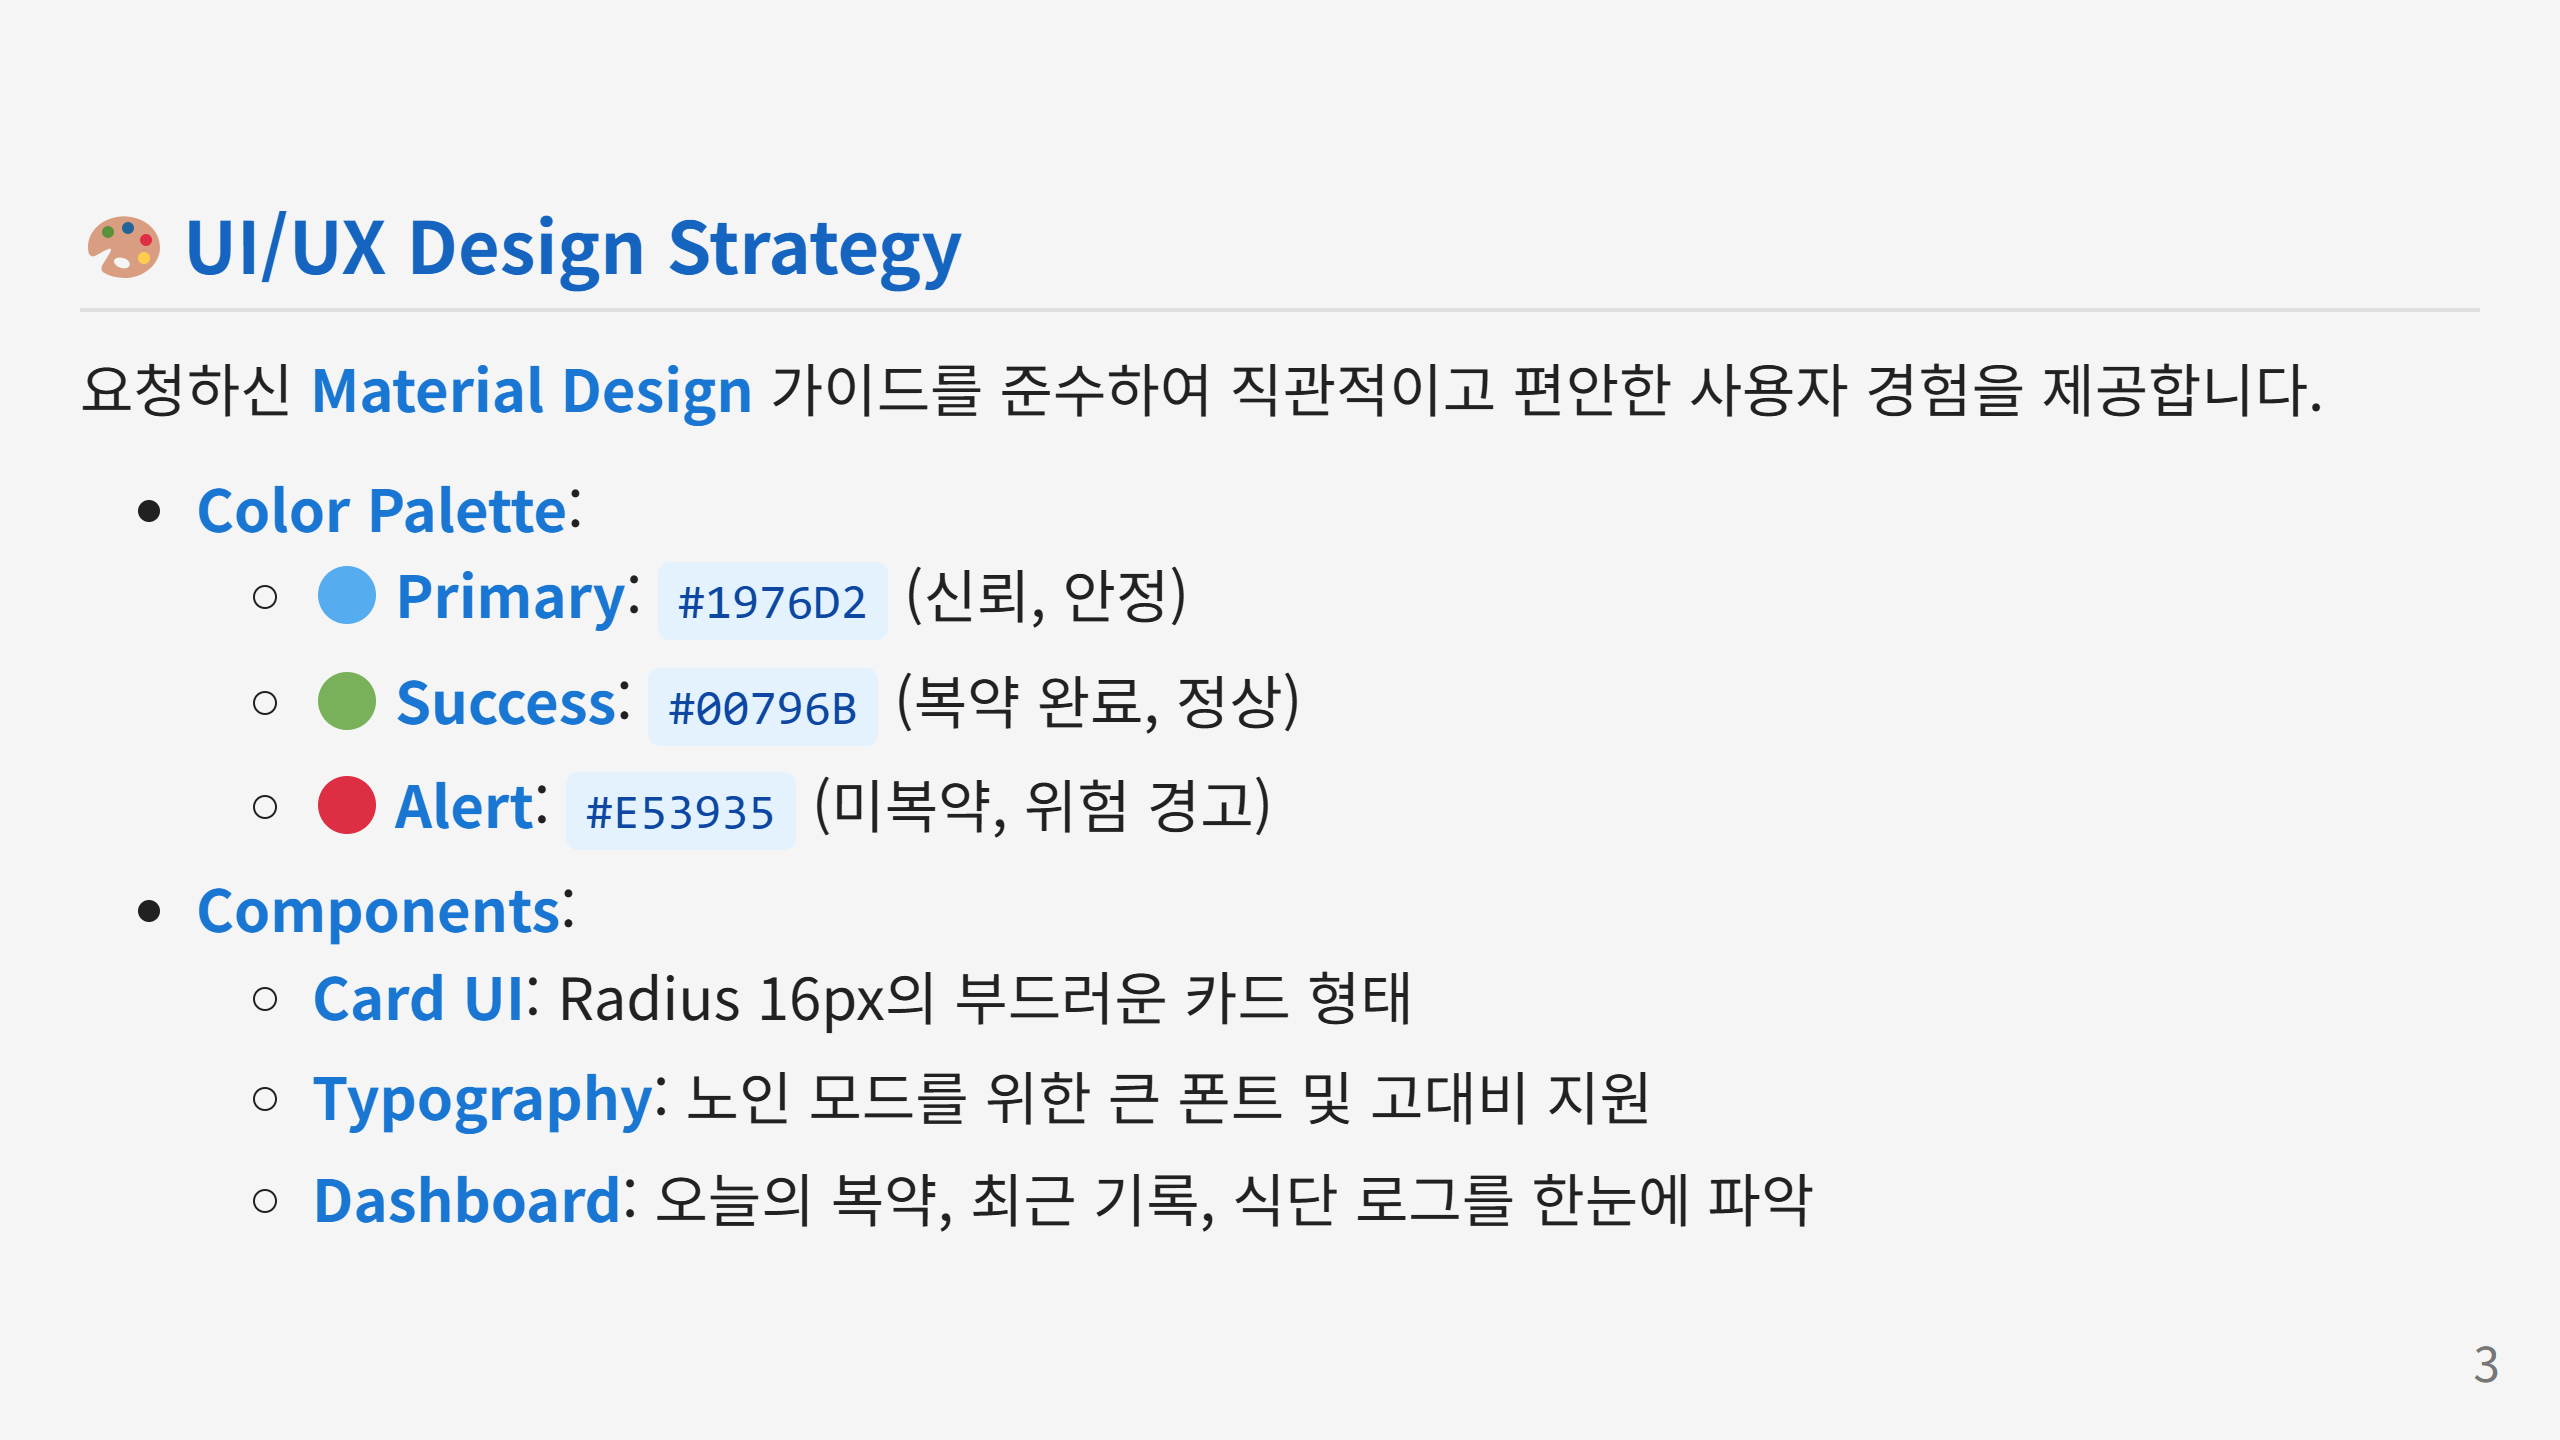 UI/UX Design Strategy
요청하신 Material Design 가이드를 준수하여 직관적이고 편안한 사용자 경험을 제공합니다.
Color Palette:
Primary: #1976D2 (신뢰, 안정)
Success: #00796B (복약 완료, 정상)
Alert: #E53935 (미복약, 위험 경고)
Components:
Card UI: Radius 16px의 부드러운 카드 형태
Typography: 노인 모드를 위한 큰 폰트 및 고대비 지원
Dashboard: 오늘의 복약, 최근 기록, 식단 로그를 한눈에 파악
3